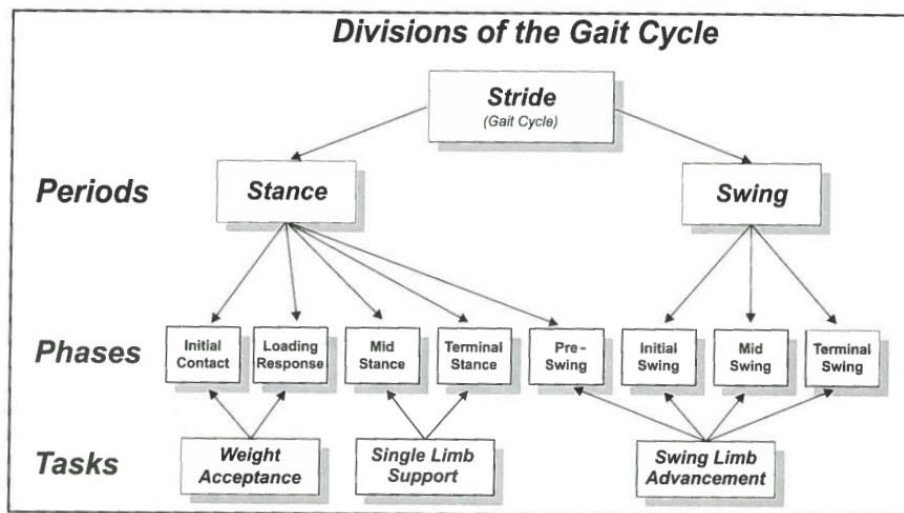 Divisions of the Gait Cycle
Stride
(Gait Cycle)
Periods
Stance
Swing
Phases
Initial
Contact
Loading
Response
Mid
Stance
Terminal
Stance
Pre-
Swing
Initial
Swing
Mid
Swing
Terminal
Swing
Tasks
Weight
Acceptance
Single Limb
Support
Swing Limb
Advancement